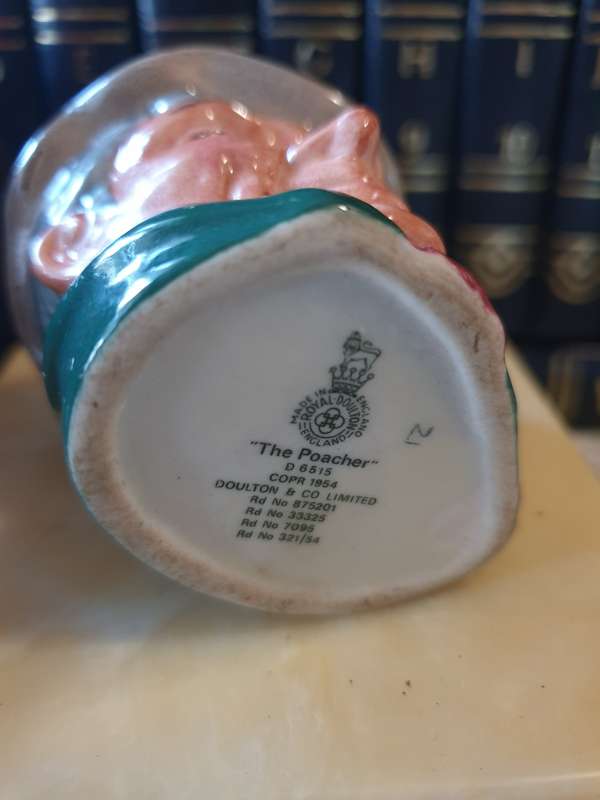 E
G
H
I
MADE IN ENGLAND
ROYAL DOULTON
ENGLAND
"The Poacher"
D 6515
COPR 1954
DOULTON & CO LIMITED
Rd No 875201
Rd No 33325
Rd No 7095
Rd No 321/54